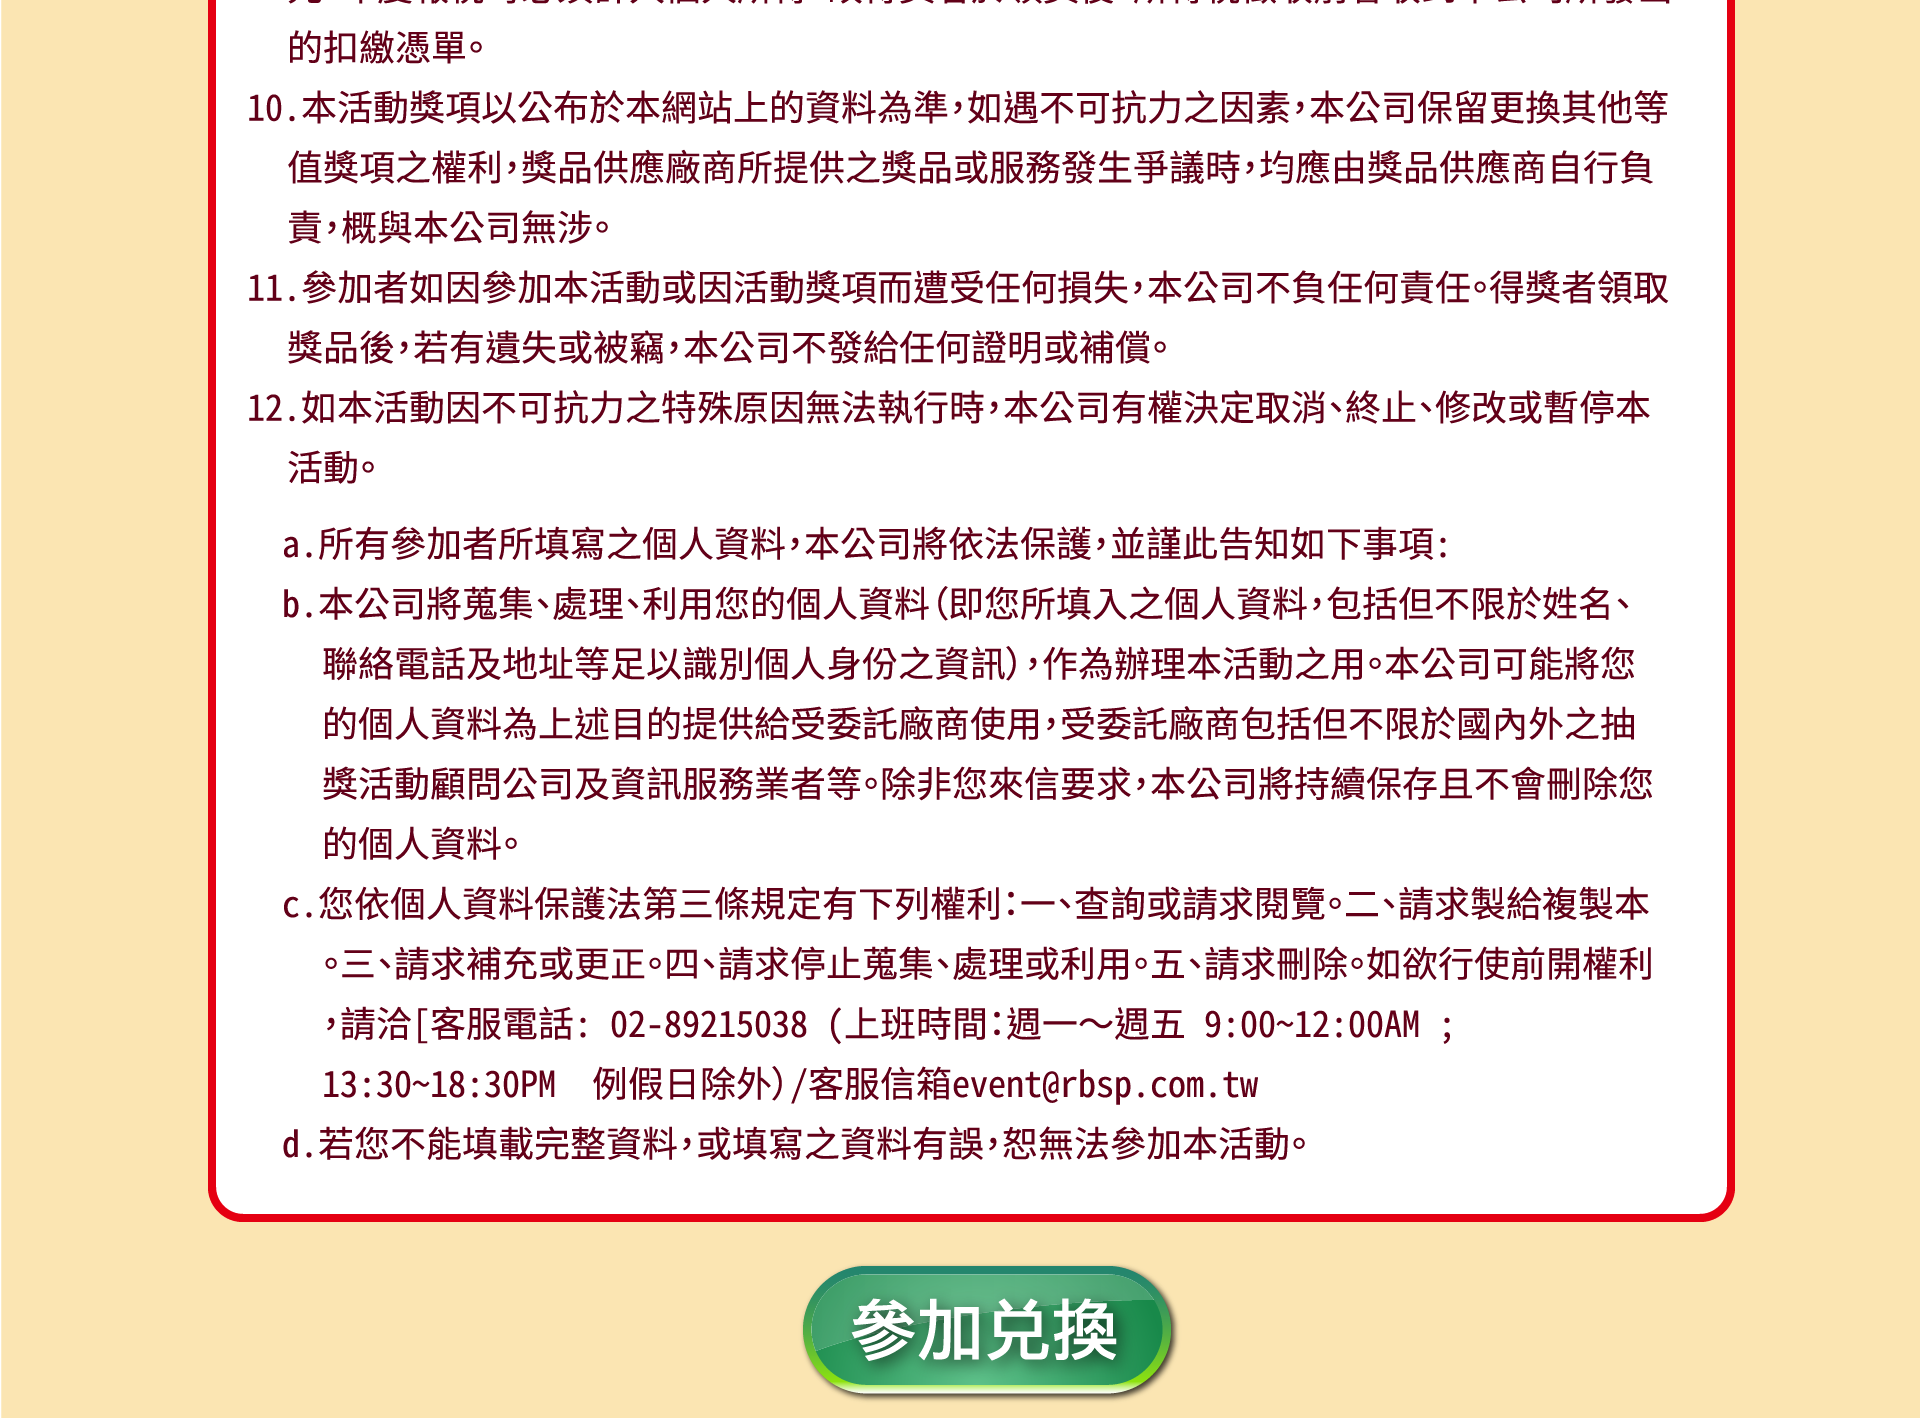 的扣繳憑單。
10.本活動獎項以公布於本網站上的資料為準，如遇不可抗力之因素，本公司保留更換其他等
值獎項之權利，獎品供應廠商所提供之獎品或服務發生爭議時，均應由獎品供應商自行負
責，概與本公司無涉。
11.參加者如因參加本活動或因活動獎項而遭受任何損失，本公司不負任何責任。得獎者領取
獎品後，若有遺失或被竊，本公司不發給任何證明或補償。
12.如本活動因不可抗力之特殊原因無法執行時，本公司有權決定取消、終止、修改或暫停本
活動。
a.所有參加者所填寫之個人資料，本公司將依法保護，並謹此告知如下事項:
b.本公司將蒐集、處理、利用您的個人資料（即您所填入之個人資料，包括但不限於姓名、
聯絡電話及地址等足以識別個人身份之資訊），作為辦理本活動之用。本公司可能將您
的個人資料為上述目的提供給受委託廠商使用，受委託廠商包括但不限於國內外之抽
獎活動顧問公司及資訊服務業者等。除非您來信要求，本公司將持續保存且不會刪除您
的個人資料。
c.您依個人資料保護法第三條規定有下列權利：一、查詢或請求閱覽。二、請求製給複製本
。三、請求補充或更正。四、請求停止蒐集、處理或利用。五、請求刪除。如欲行使前開權利
，請洽[客服電話: 02-89215038 (上班時間：週一～週五 9:00~12:00AM ;
13:30~18:30PM 例假日除外）/客服信箱event@rbsp.com.tw
d.若您不能填載完整資料，或填寫之資料有誤，恕無法參加本活動。
參加兌換